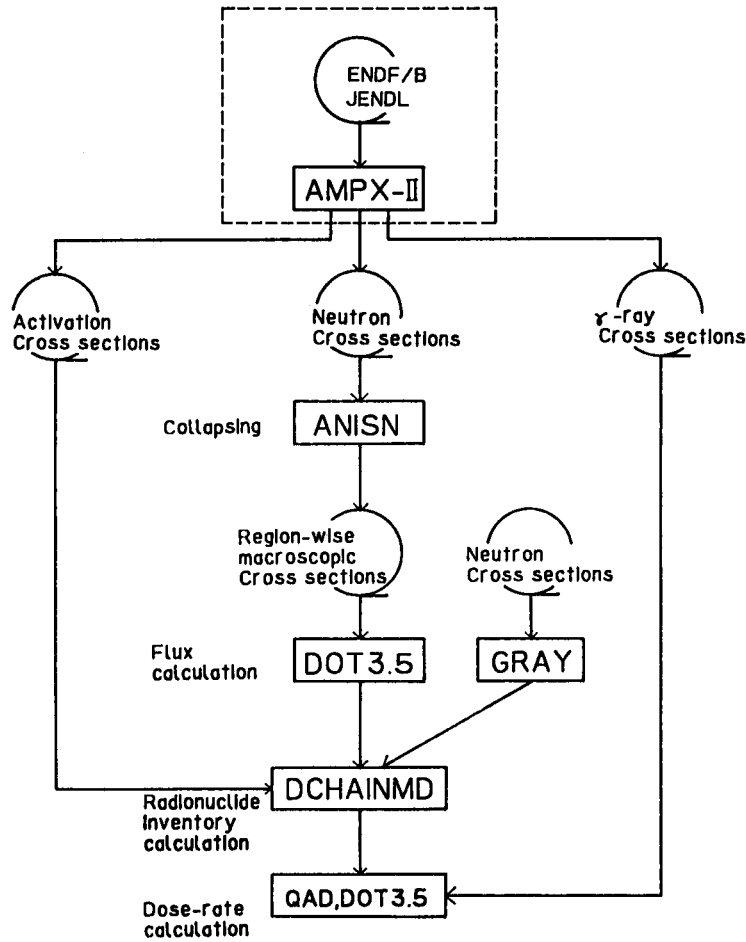 ENDF/B
JENDL
AMPX-II
Activation
Cross sections
Neutron
Cross sections
γ-ray
Cross sections
Collapsing
ANISN
Region-wise
macroscopic
Cross sections
Neutron
Cross sections
Flux
calculation
DOT3.5
GRAY
DCHAINMD
Radionuclide
Inventory
calculation
QAD,DOT3.5
Dose-rate
calculation